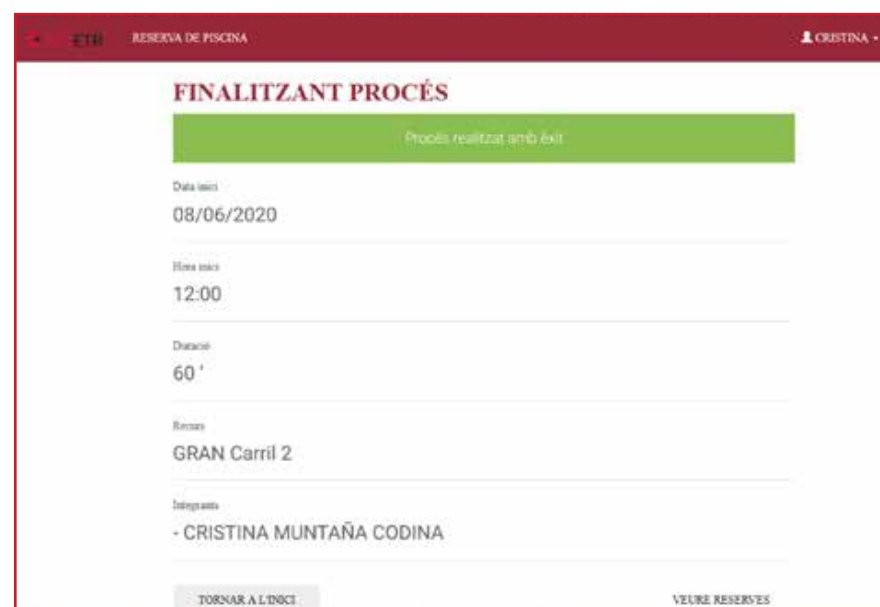 ETB RESERVA DE PISCINA CRISTINA
FINALITZANT PROCÉS
Procés realitzat amb èxit
Data inici
08/06/2020
Hora inici
12:00
Duració
60 '
Recurs
GRAN Carril 2
Integrants
- CRISTINA MUNTAÑA CODINA
TORNAR A L'INICI VEURE RESERVES